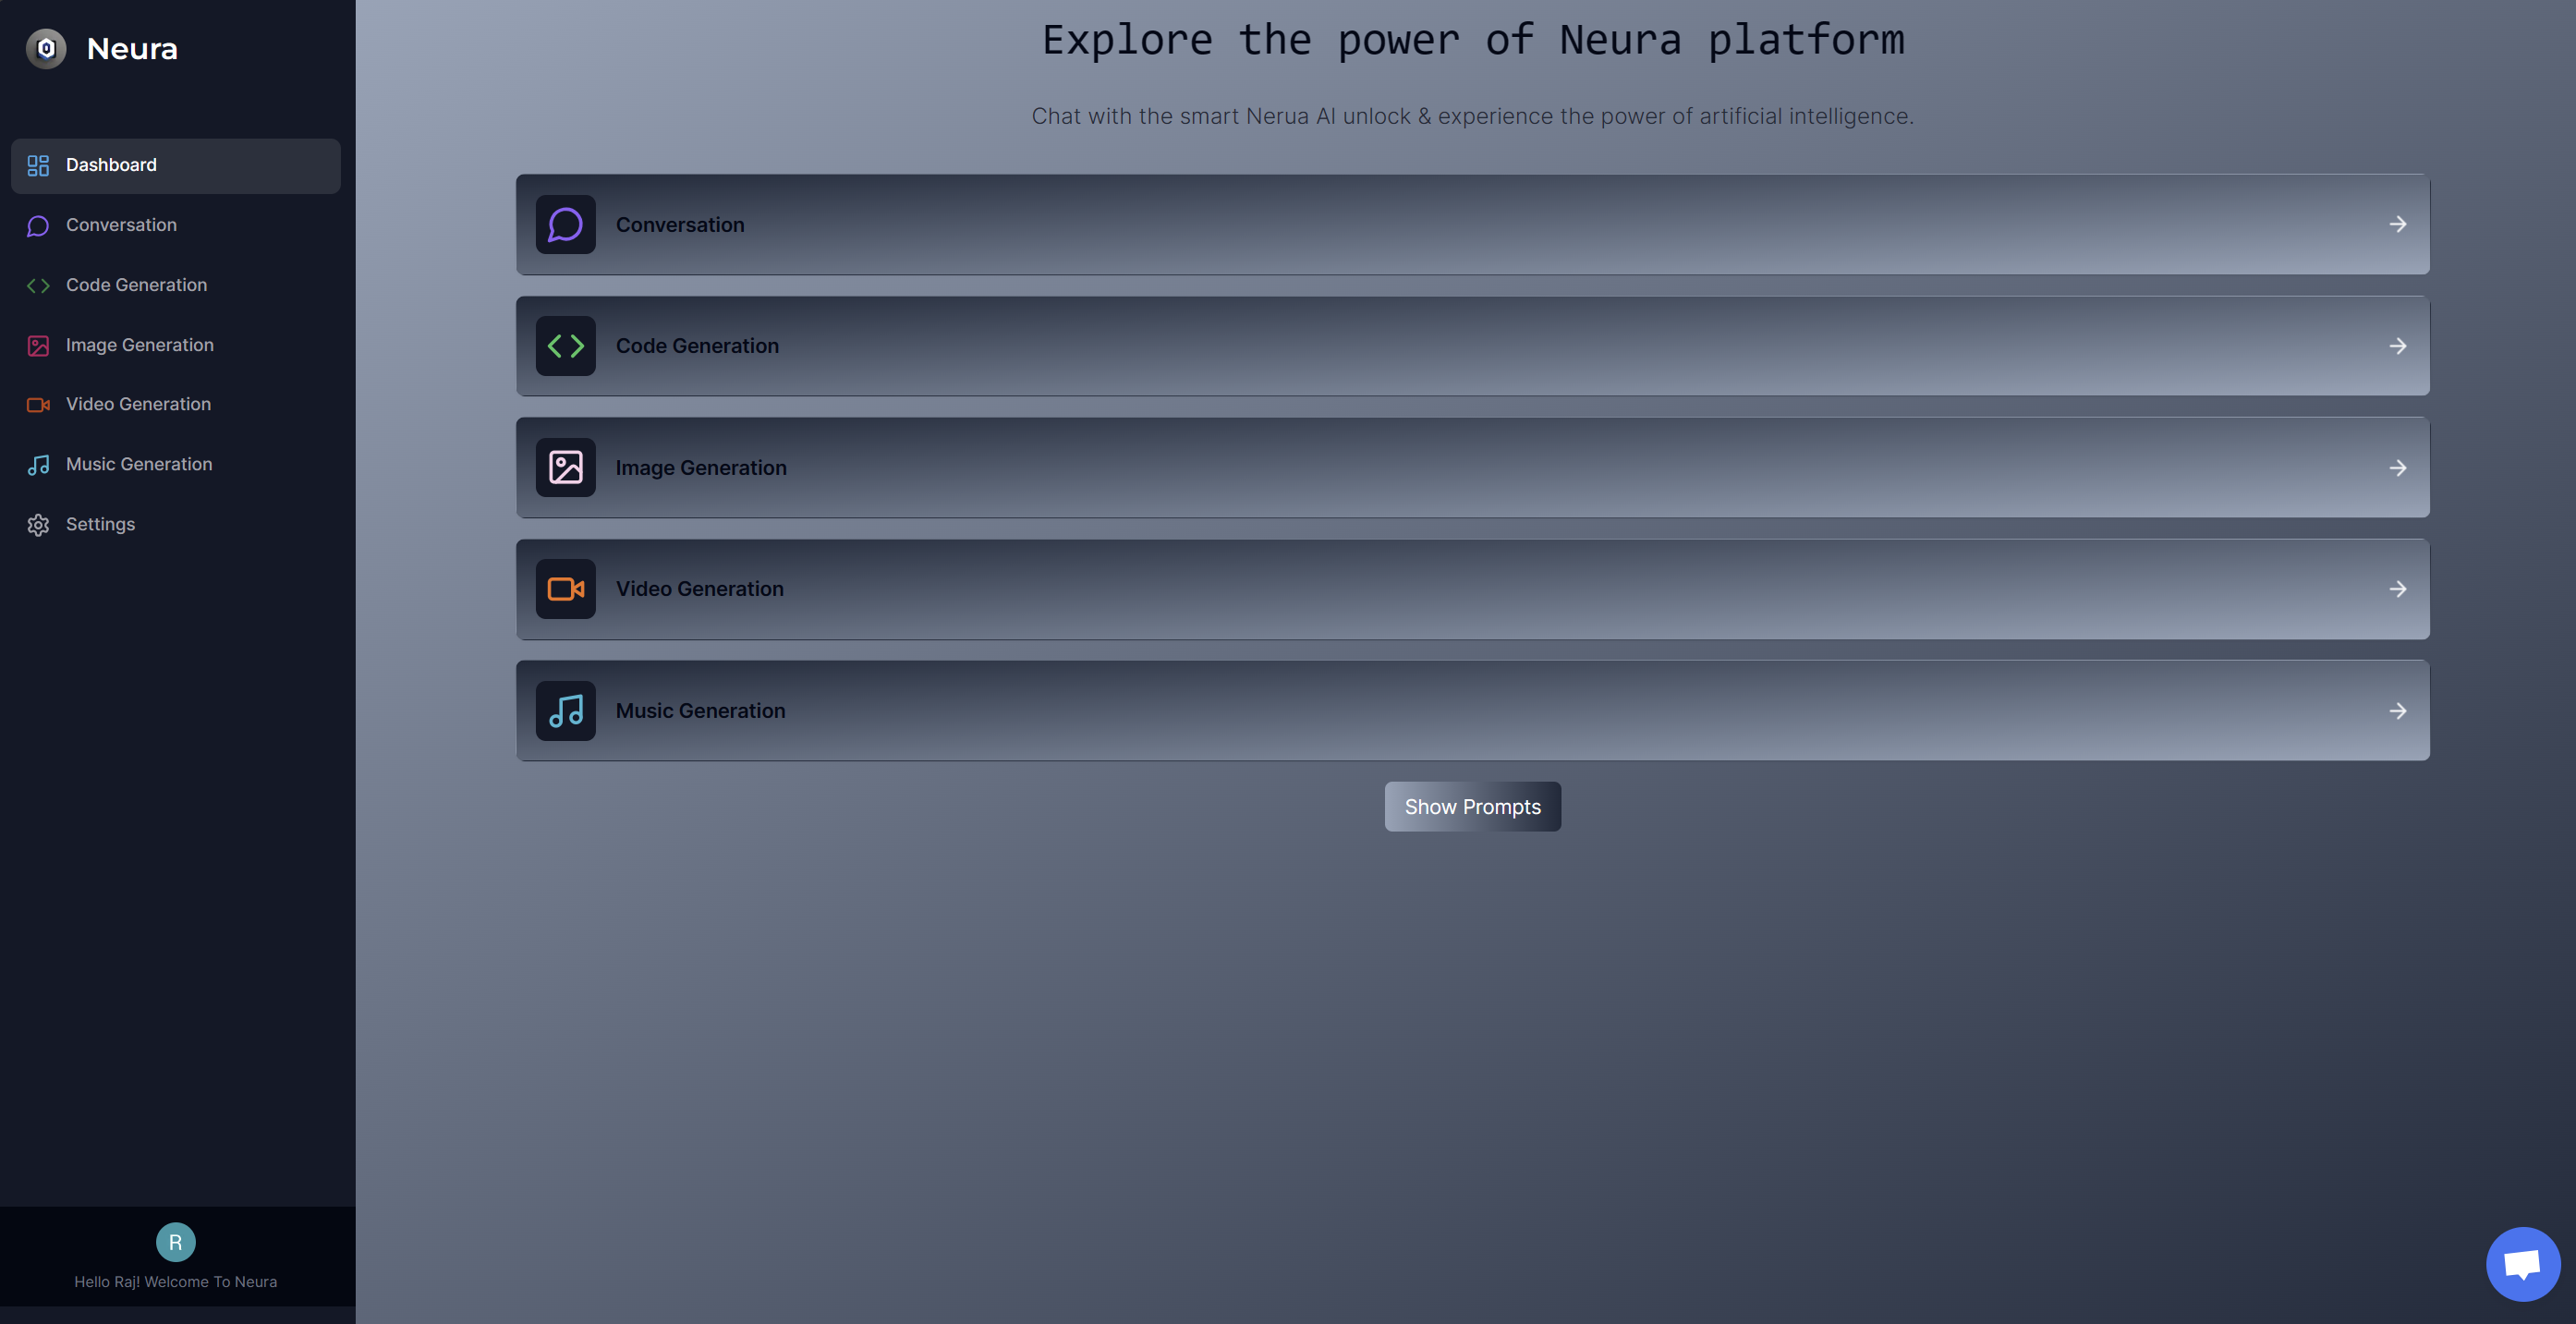 Neura
Dashboard
Conversation
Code Generation
Image Generation
Video Generation
Music Generation
Settings
R
Hello Raj! Welcome To Neura
Explore the power of Neura platform
Chat with the smart Nerua AI unlock & experience the power of artificial intelligence.
Conversation
Code Generation
Image Generation
Video Generation
Music Generation
Show Prompts